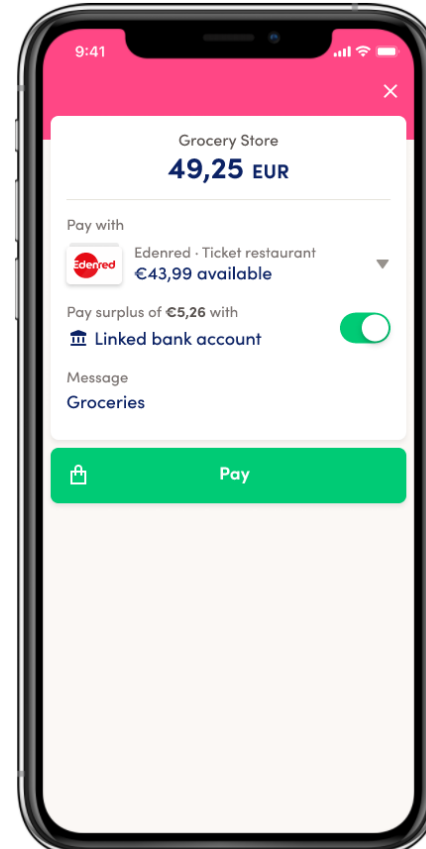 9:41
Grocery Store
49,25 EUR
Pay with
Edenred
Edenred · Ticket restaurant
€43,99 available
Pay surplus of €5,26 with
Linked bank account
Message
Groceries
Pay